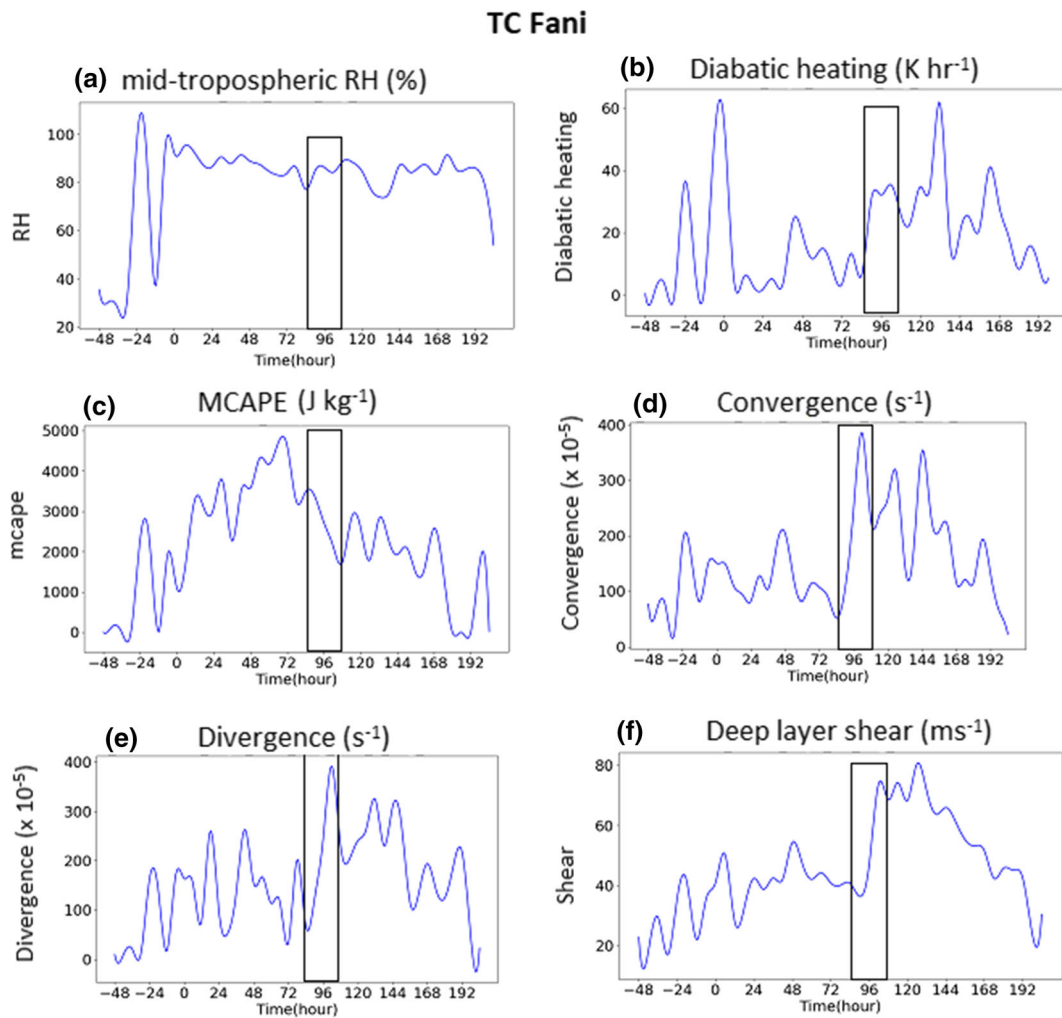 TC Fani
(a) mid-tropospheric RH (%)
RH
100
80
60
40
20
−48 −24 0 24 48 72 96 120 144 168 192
Time(hour)
(b) Diabatic heating (K hr⁻¹)
Diabatic heating
60
40
20
0
−48 −24 0 24 48 72 96 120 144 168 192
Time(hour)
(c) MCAPE (J kg⁻¹)
mcape
5000
4000
3000
2000
1000
0
−48 −24 0 24 48 72 96 120 144 168 192
Time(hour)
(d) Convergence (s⁻¹)
Convergence (x 10⁻⁵)
400
300
200
100
0
−48 −24 0 24 48 72 96 120 144 168 192
Time(hour)
(e) Divergence (s⁻¹)
Divergence (x 10⁻⁵)
400
300
200
100
0
−48 −24 0 24 48 72 96 120 144 168 192
Time(hour)
(f) Deep layer shear (ms⁻¹)
Shear
80
60
40
20
−48 −24 0 24 48 72 96 120 144 168 192
Time(hour)